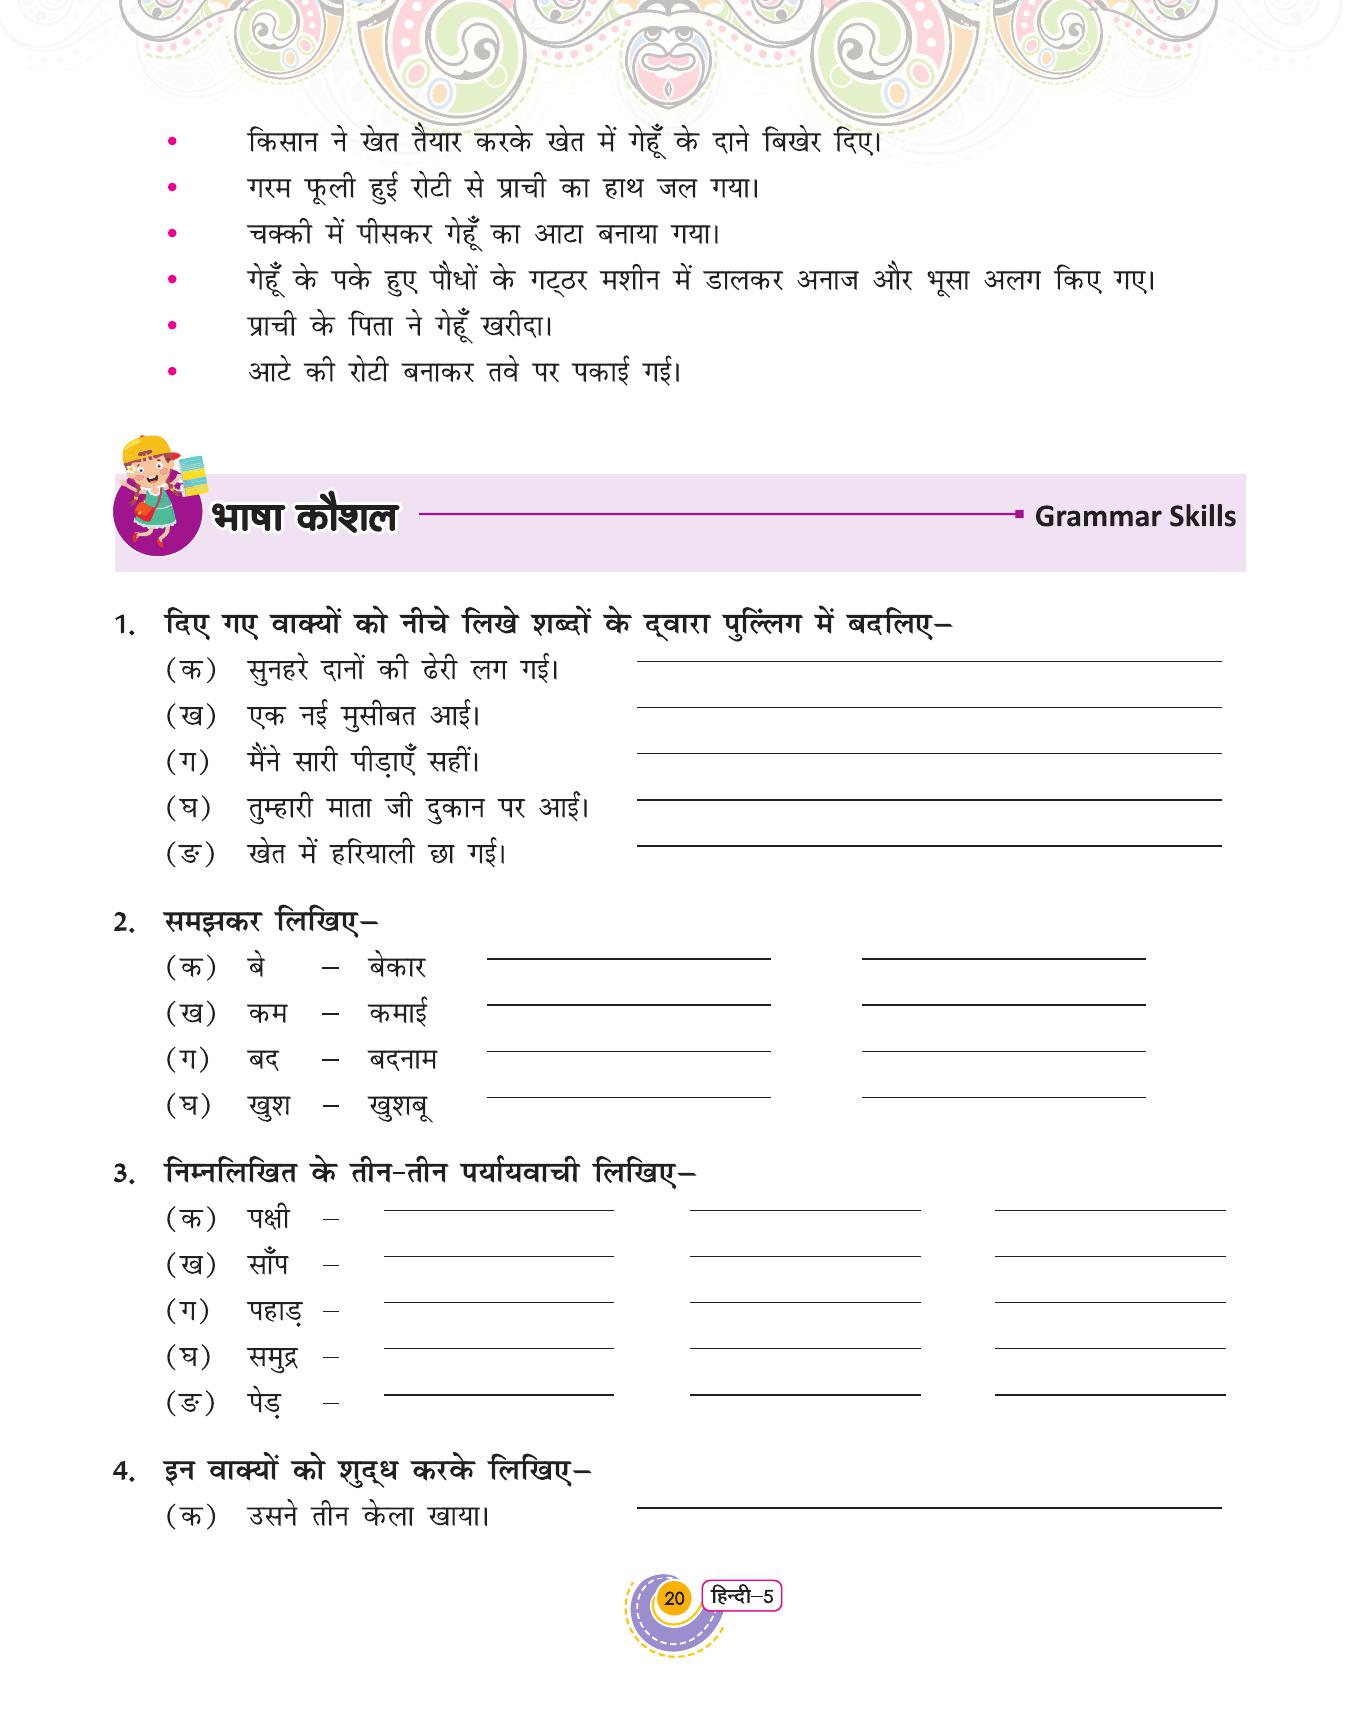 • किसान ने खेत तैयार करके खेत में गेहूँ के दाने बिखेर दिए।
• गरम फूली हुई रोटी से प्राची का हाथ जल गया।
• चक्की में पीसकर गेहूँ का आटा बनाया गया।
• गेहूँ के पके हुए पौधों के गट्ठर मशीन में डालकर अनाज और भूसा अलग किए गए।
• प्राची के पिता ने गेहूँ खरीदा।
• आटे की रोटी बनाकर तवे पर पकाई गई।
भाषा कौशल Grammar Skills
1. दिए गए वाक्यों को नीचे लिखे शब्दों के द्वारा पुल्लिंग में बदलिए–
(क) सुनहरे दानों की ढेरी लग गई।
(ख) एक नई मुसीबत आई।
(ग) मैंने सारी पीड़ाएँ सहीं।
(घ) तुम्हारी माता जी दुकान पर आईं।
(ङ) खेत में हरियाली छा गई।
2. समझकर लिखिए–
(क) बे – बेकार
(ख) कम – कमाई
(ग) बद – बदनाम
(घ) खुश – खुशबू
3. निम्नलिखित के तीन-तीन पर्यायवाची लिखिए–
(क) पक्षी –
(ख) साँप –
(ग) पहाड़ –
(घ) समुद्र –
(ङ) पेड़ –
4. इन वाक्यों को शुद्ध करके लिखिए–
(क) उसने तीन केला खाया।
20 हिन्दी–5